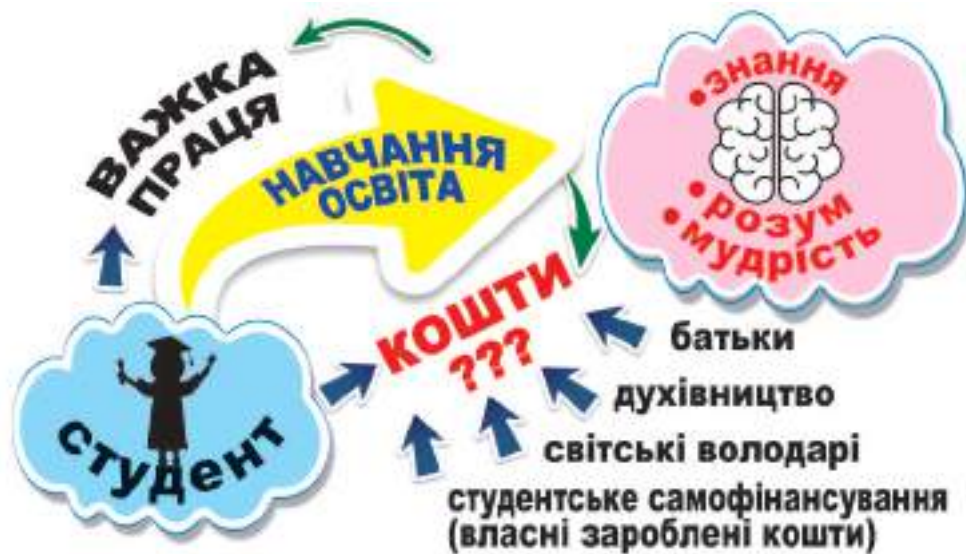 ВАЖКА
ПРАЦЯ
НАВЧАННЯ
ОСВІТА
•знання
•розум
•мудрість
студент
КОШТИ
???
батьки
духівництво
світські володарі
студентське самофінансування
(власні зароблені кошти)